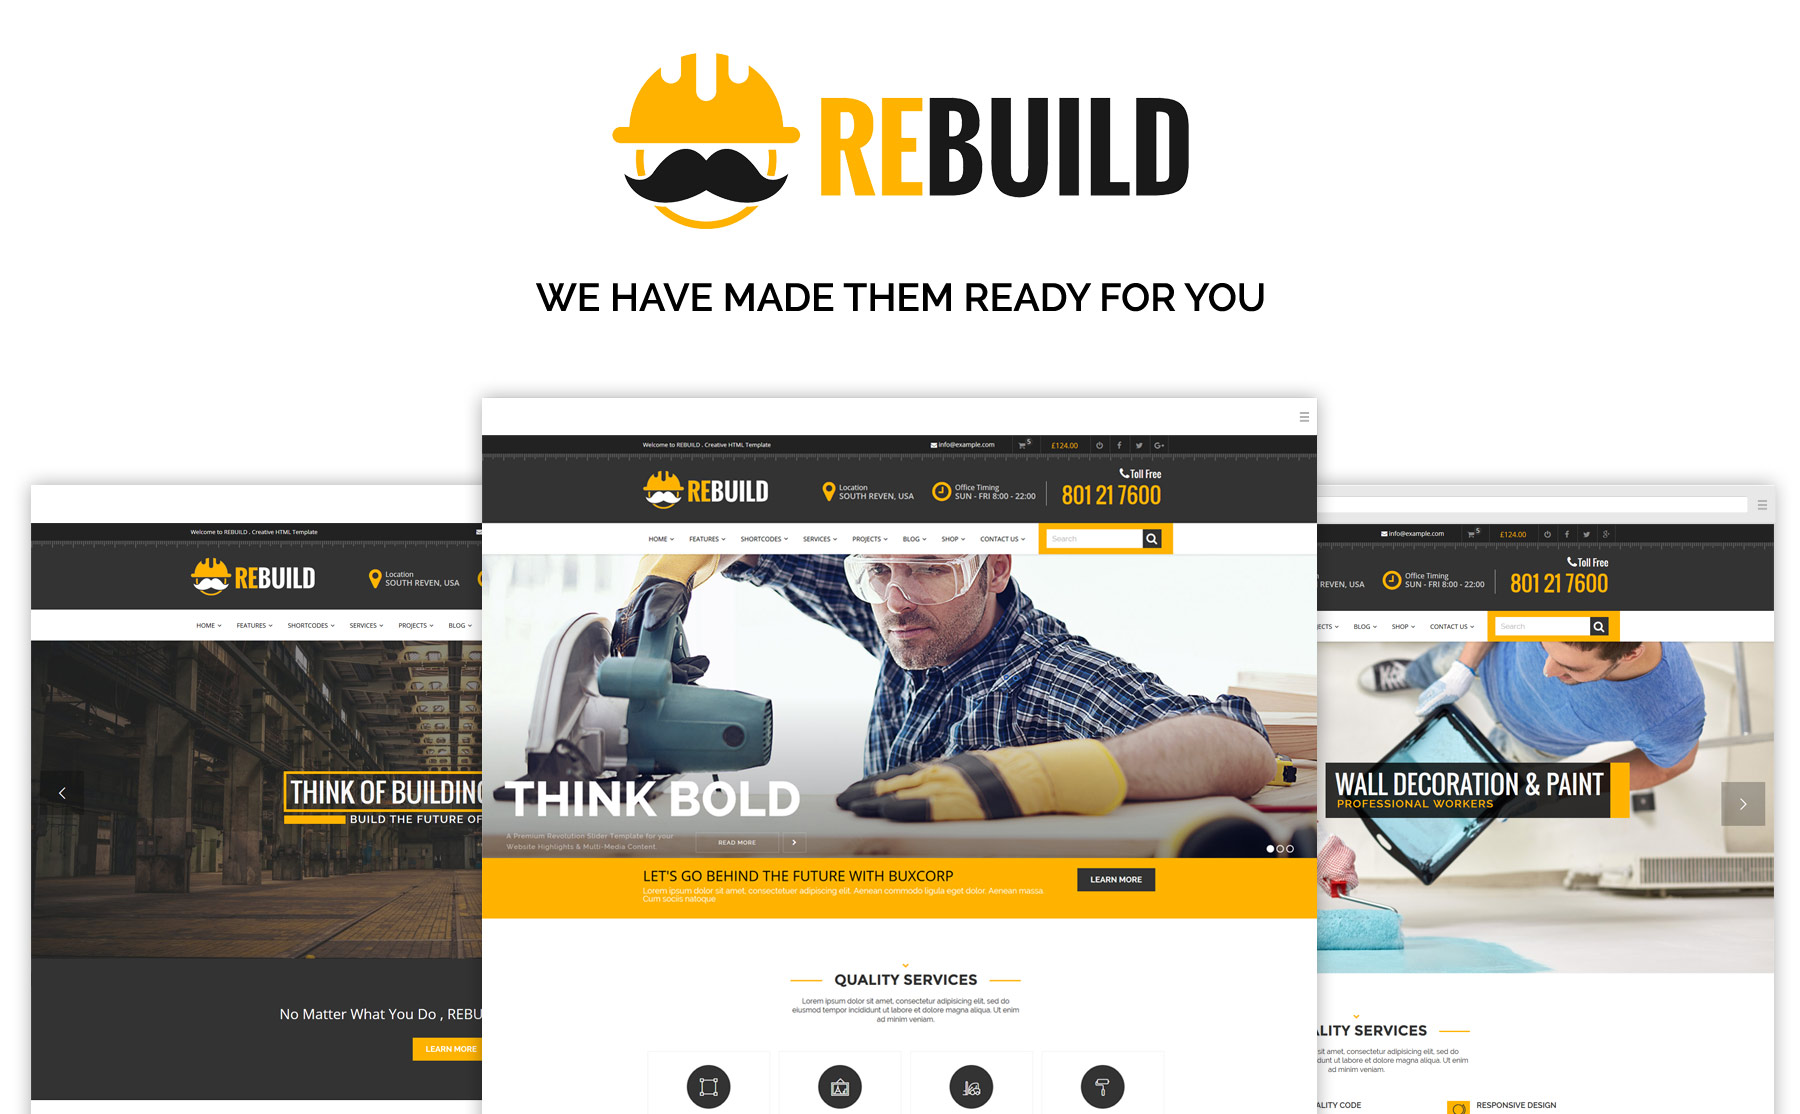 REBUILD
WE HAVE MADE THEM READY FOR YOU
Welcome to REBUILD . Creative HTML Template
REBUILD
Location
SOUTH REVEN, USA
HOME
FEATURES
SHORTCODES
SERVICES
PROJECTS
BLOG
THINK OF BUILDING
BUILD THE FUTURE OF
No Matter What You Do , REBU
LEARN MORE
Welcome to REBUILD . Creative HTML Template
info@example.com
5
£124.00
REBUILD
Location
SOUTH REVEN, USA
Office Timing
SUN - FRI 8:00 - 22:00
Toll Free
801 21 7600
HOME
FEATURES
SHORTCODES
SERVICES
PROJECTS
BLOG
SHOP
CONTACT US
Search
THINK BOLD
A Premium Revolution Slider Template for your
Website Highlights & Multi-Media Content.
READ MORE
LET'S GO BEHIND THE FUTURE WITH BUXCORP
Lorem ipsum dolor sit amet, consectetuer adipiscing elit. Aenean commodo ligula eget dolor. Aenean massa.
Cum sociis natoque
LEARN MORE
QUALITY SERVICES
Lorem ipsum dolor sit amet, consectetur adipisicing elit, sed do
eiusmod tempor incididunt ut labore et dolore magna aliqua. Ut enim
ad minim veniam.
info@example.com
5
£124.00
REVEN, USA
Office Timing
SUN - FRI 8:00 - 22:00
Toll Free
801 21 7600
ECTS
BLOG
SHOP
CONTACT US
Search
WALL DECORATION & PAINT
PROFESSIONAL WORKERS
LITY SERVICES
sit amet, consectetur adipisicing elit, sed do
unt ut labore et dolore magna aliqua. Ut enim
ad minim veniam.
ALITY CODE
RESPONSIVE DESIGN